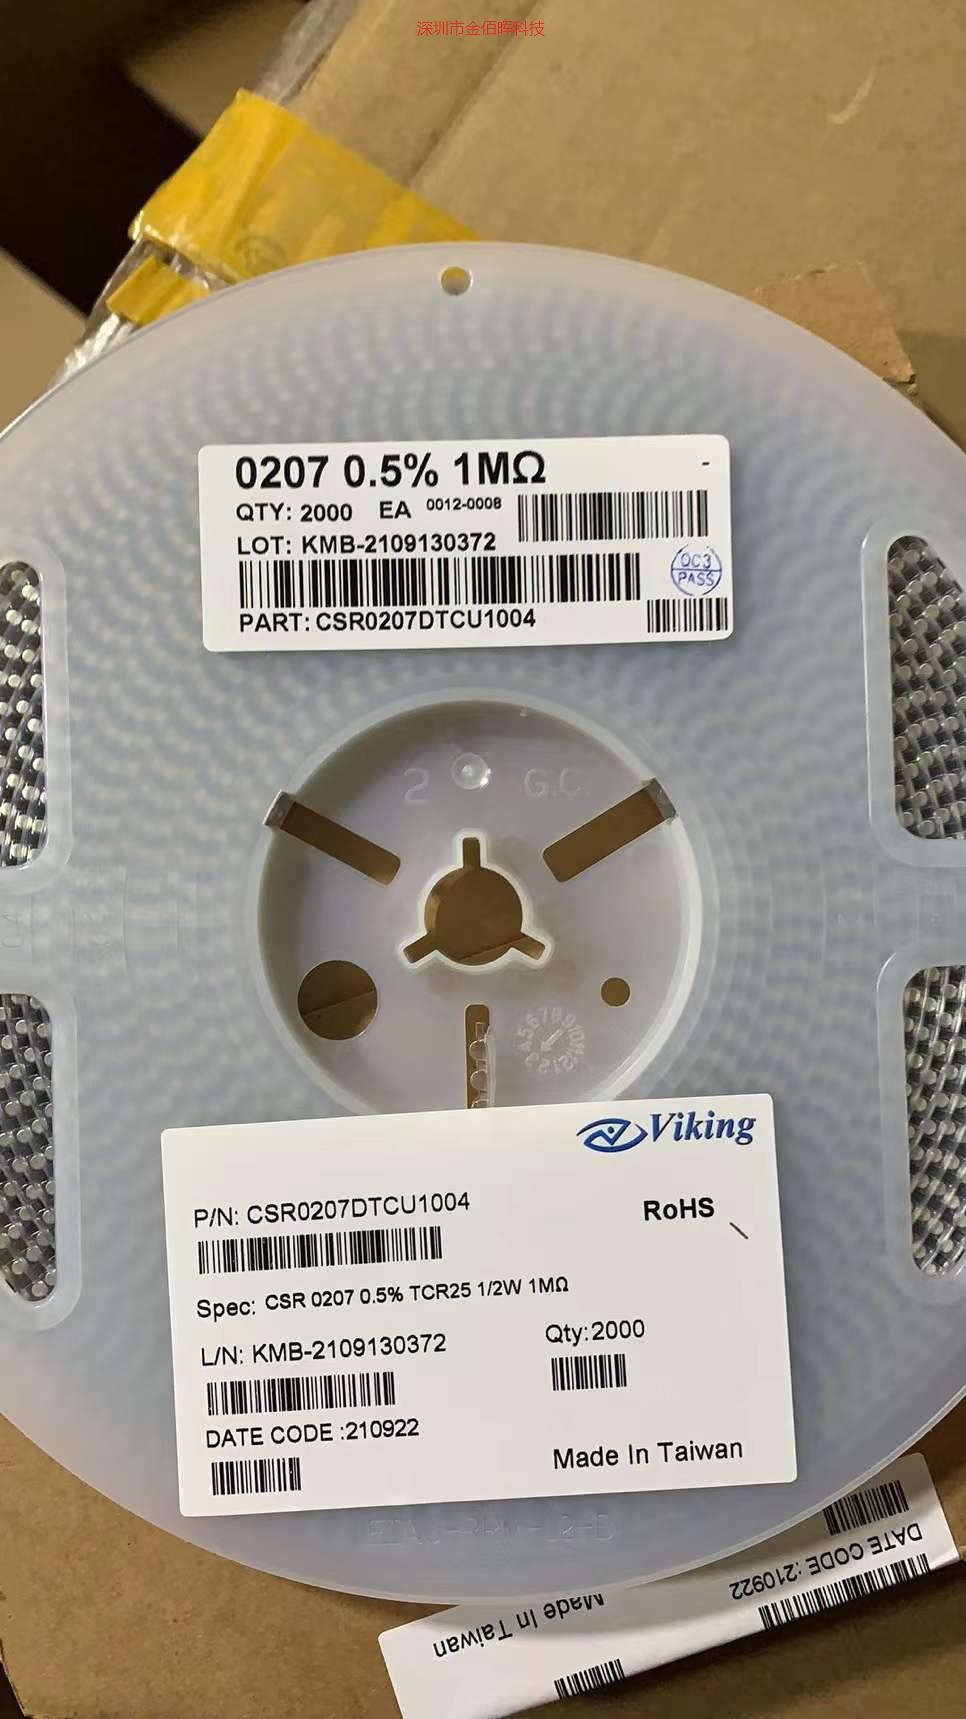 深圳市金佰晖科技
0207 0.5% 1MΩ
-
QTY: 2000 EA 0012-0008
LOT: KMB-2109130372
PART: CSR0207DTCU1004
QC3
PASS
2 G.C.
Viking
P/N: CSR0207DTCU1004
RoHS
Spec: CSR 0207 0.5% TCR25 1/2W 1MΩ
L/N: KMB-2109130372
Qty:2000
DATE CODE :210922
Made In Taiwan
DATE CODE :210922
Made In Taiwan